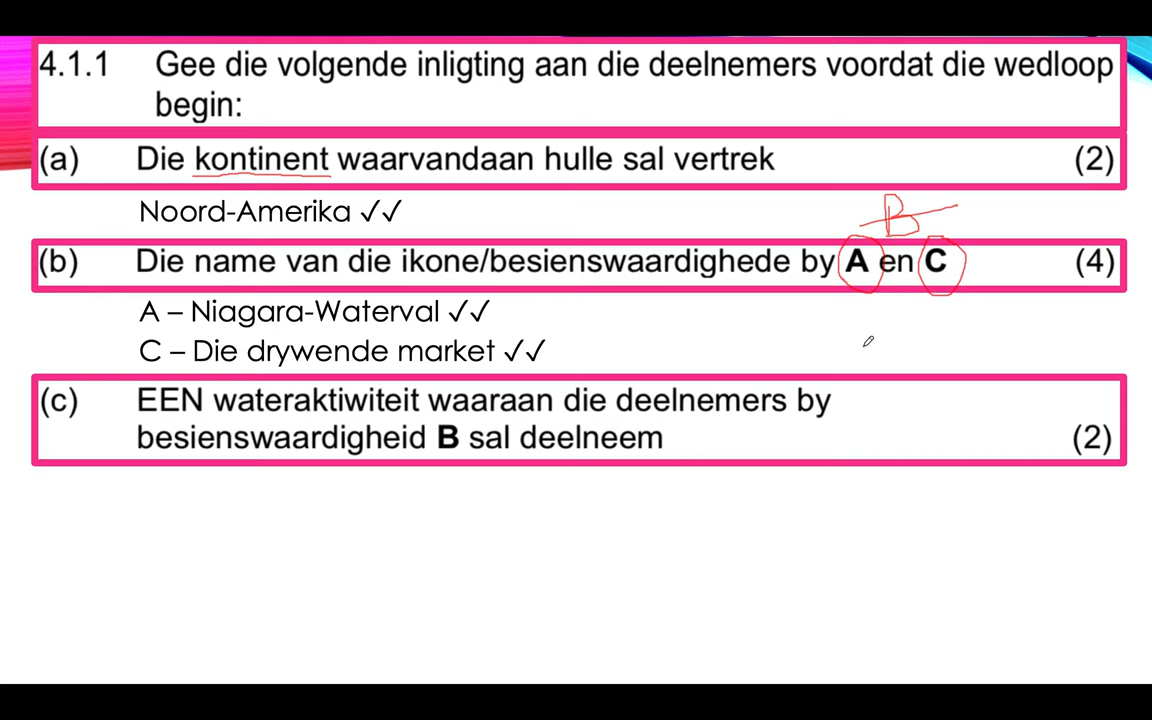 4.1.1 Gee die volgende inligting aan die deelnemers voordat die wedloop
begin:
(a) Die kontinent waarvandaan hulle sal vertrek (2)
Noord-Amerika ✓✓
B
(b) Die name van die ikone/besienswaardighede by A en C (4)
A – Niagara-Waterval ✓✓
C – Die drywende market ✓✓
(c) EEN wateraktiwiteit waaraan die deelnemers by
besienswaardigheid B sal deelneem (2)